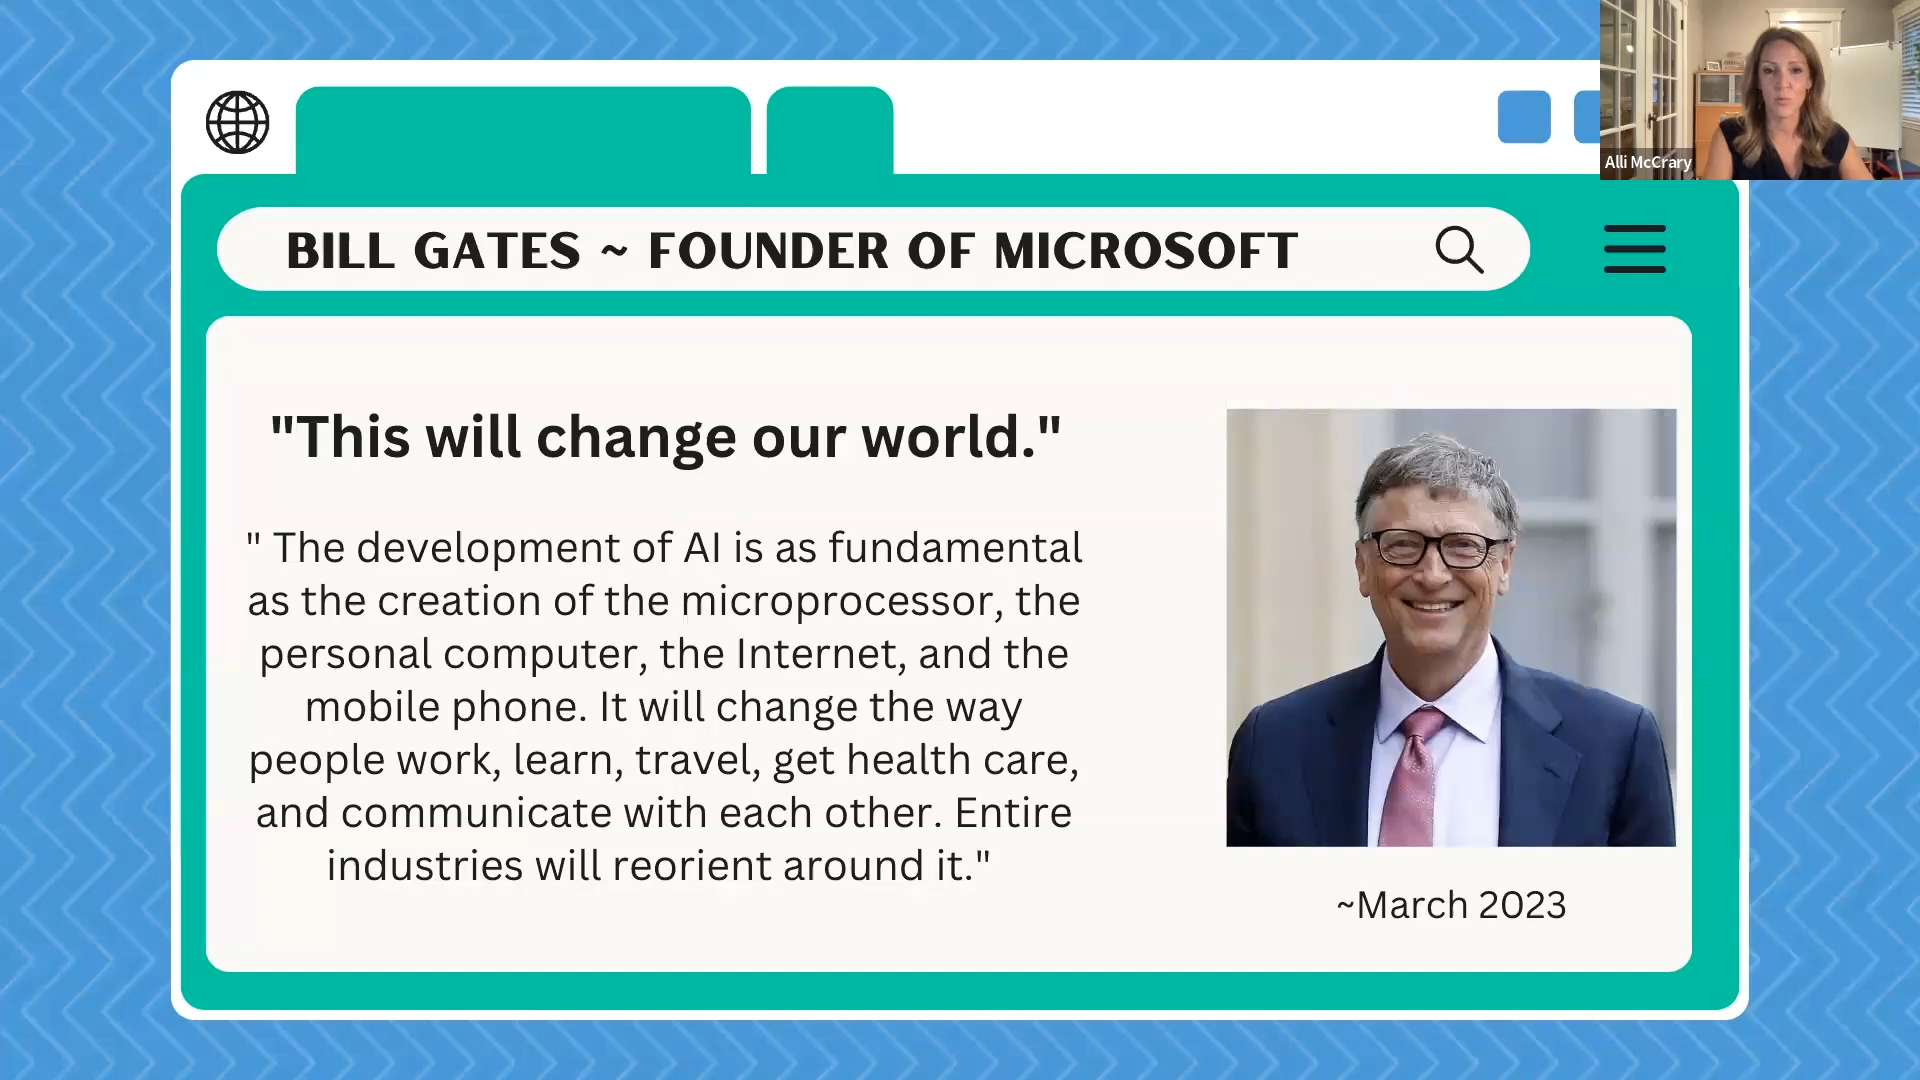 Alli McCrary
BILL GATES ~ FOUNDER OF MICROSOFT
"This will change our world."
" The development of AI is as fundamental
as the creation of the microprocessor, the
personal computer, the Internet, and the
mobile phone. It will change the way
people work, learn, travel, get health care,
and communicate with each other. Entire
industries will reorient around it."
~March 2023